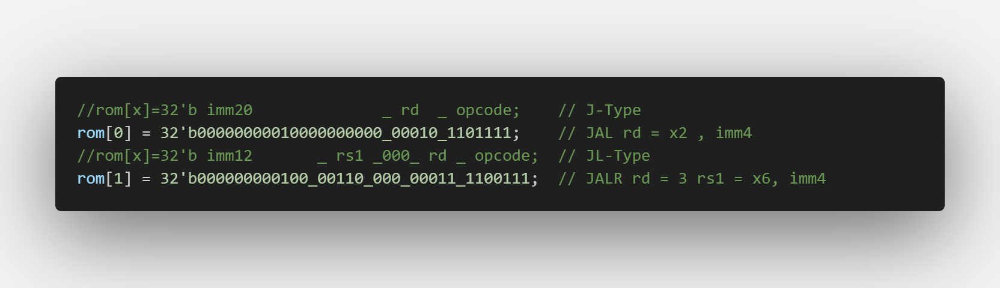 //rom[x]=32'b imm20 _ rd _ opcode; // J-Type
rom[0] = 32'b00000000010000000000_00010_1101111; // JAL rd = x2 , imm4
//rom[x]=32'b imm12 _ rs1 _000_ rd _ opcode; // JL-Type
rom[1] = 32'b000000000100_00110_000_00011_1100111; // JALR rd = 3 rs1 = x6, imm4